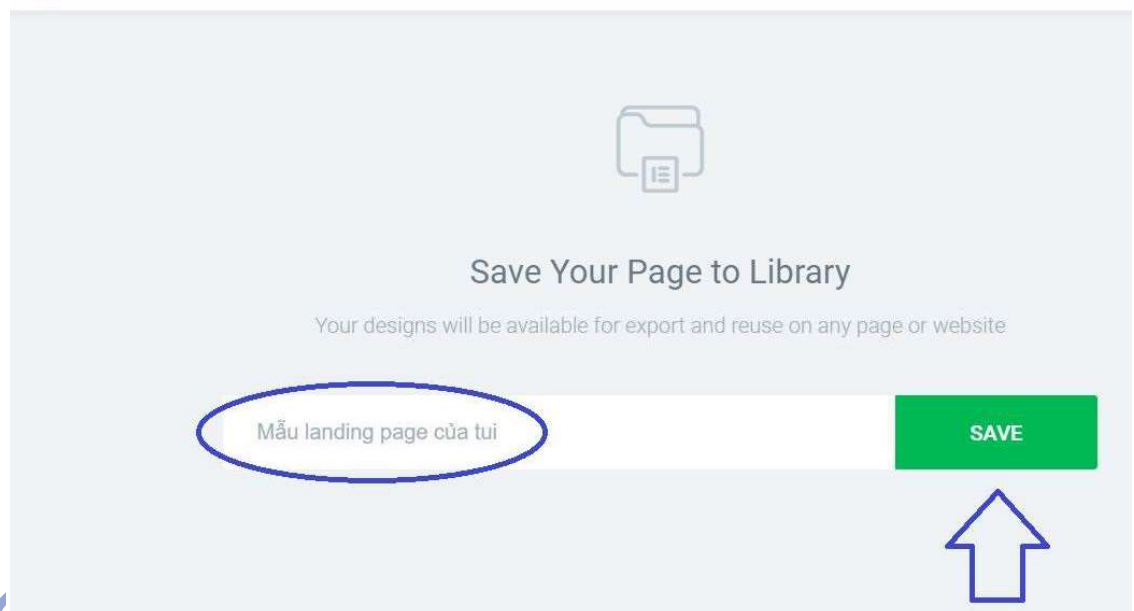 Save Your Page to Library
Your designs will be available for export and reuse on any page or website
Mẫu landing page của tui
SAVE